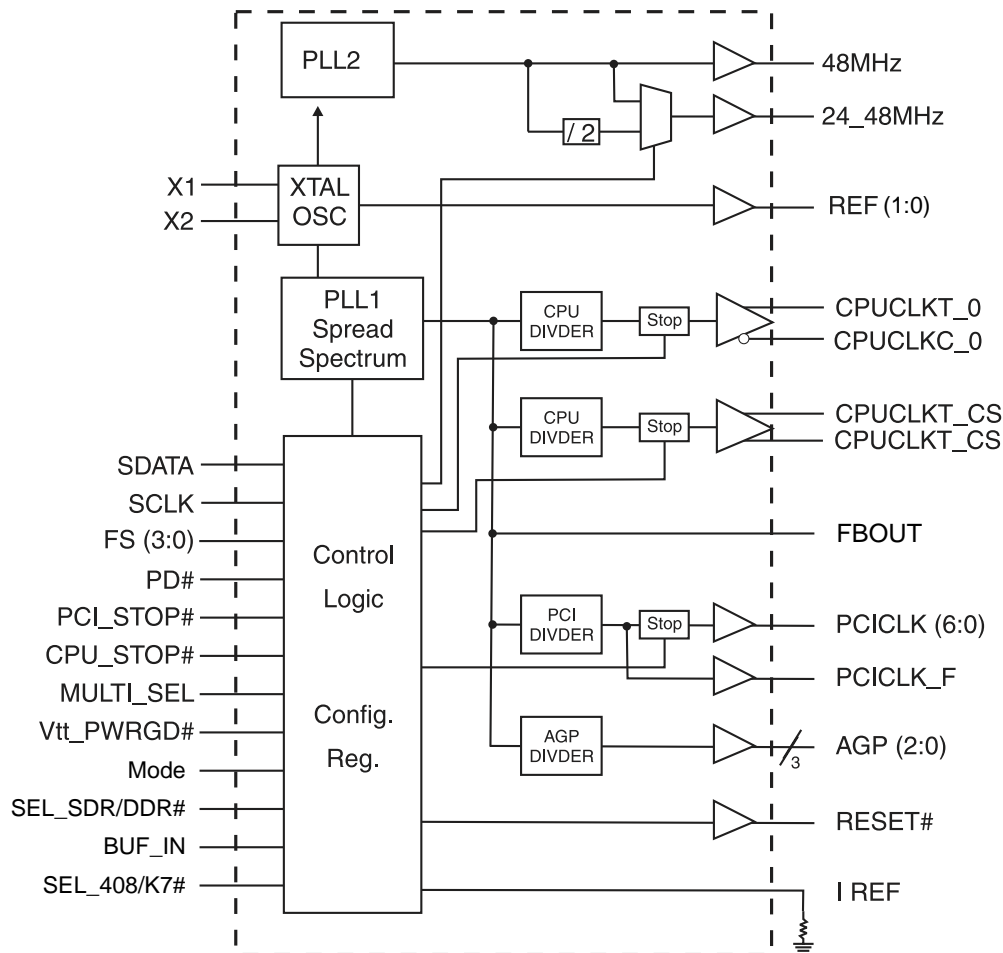 PLL2
48MHz
24_48MHz
/ 2
X1
X2
XTAL
OSC
REF (1:0)
PLL1
Spread
Spectrum
CPU
DIVDER
Stop
CPUCLKT_0
CPUCLKC_0
CPU
DIVDER
Stop
CPUCLKT_CS
CPUCLKT_CS
SDATA
SCLK
FS (3:0)
PD#
PCI_STOP#
CPU_STOP#
MULTI_SEL
Vtt_PWRGD#
Mode
SEL_SDR/DDR#
BUF_IN
SEL_408/K7#
Control
Logic
Config.
Reg.
FBOUT
PCI
DIVDER
Stop
PCICLK (6:0)
PCICLK_F
AGP
DIVDER
3
AGP (2:0)
RESET#
I REF